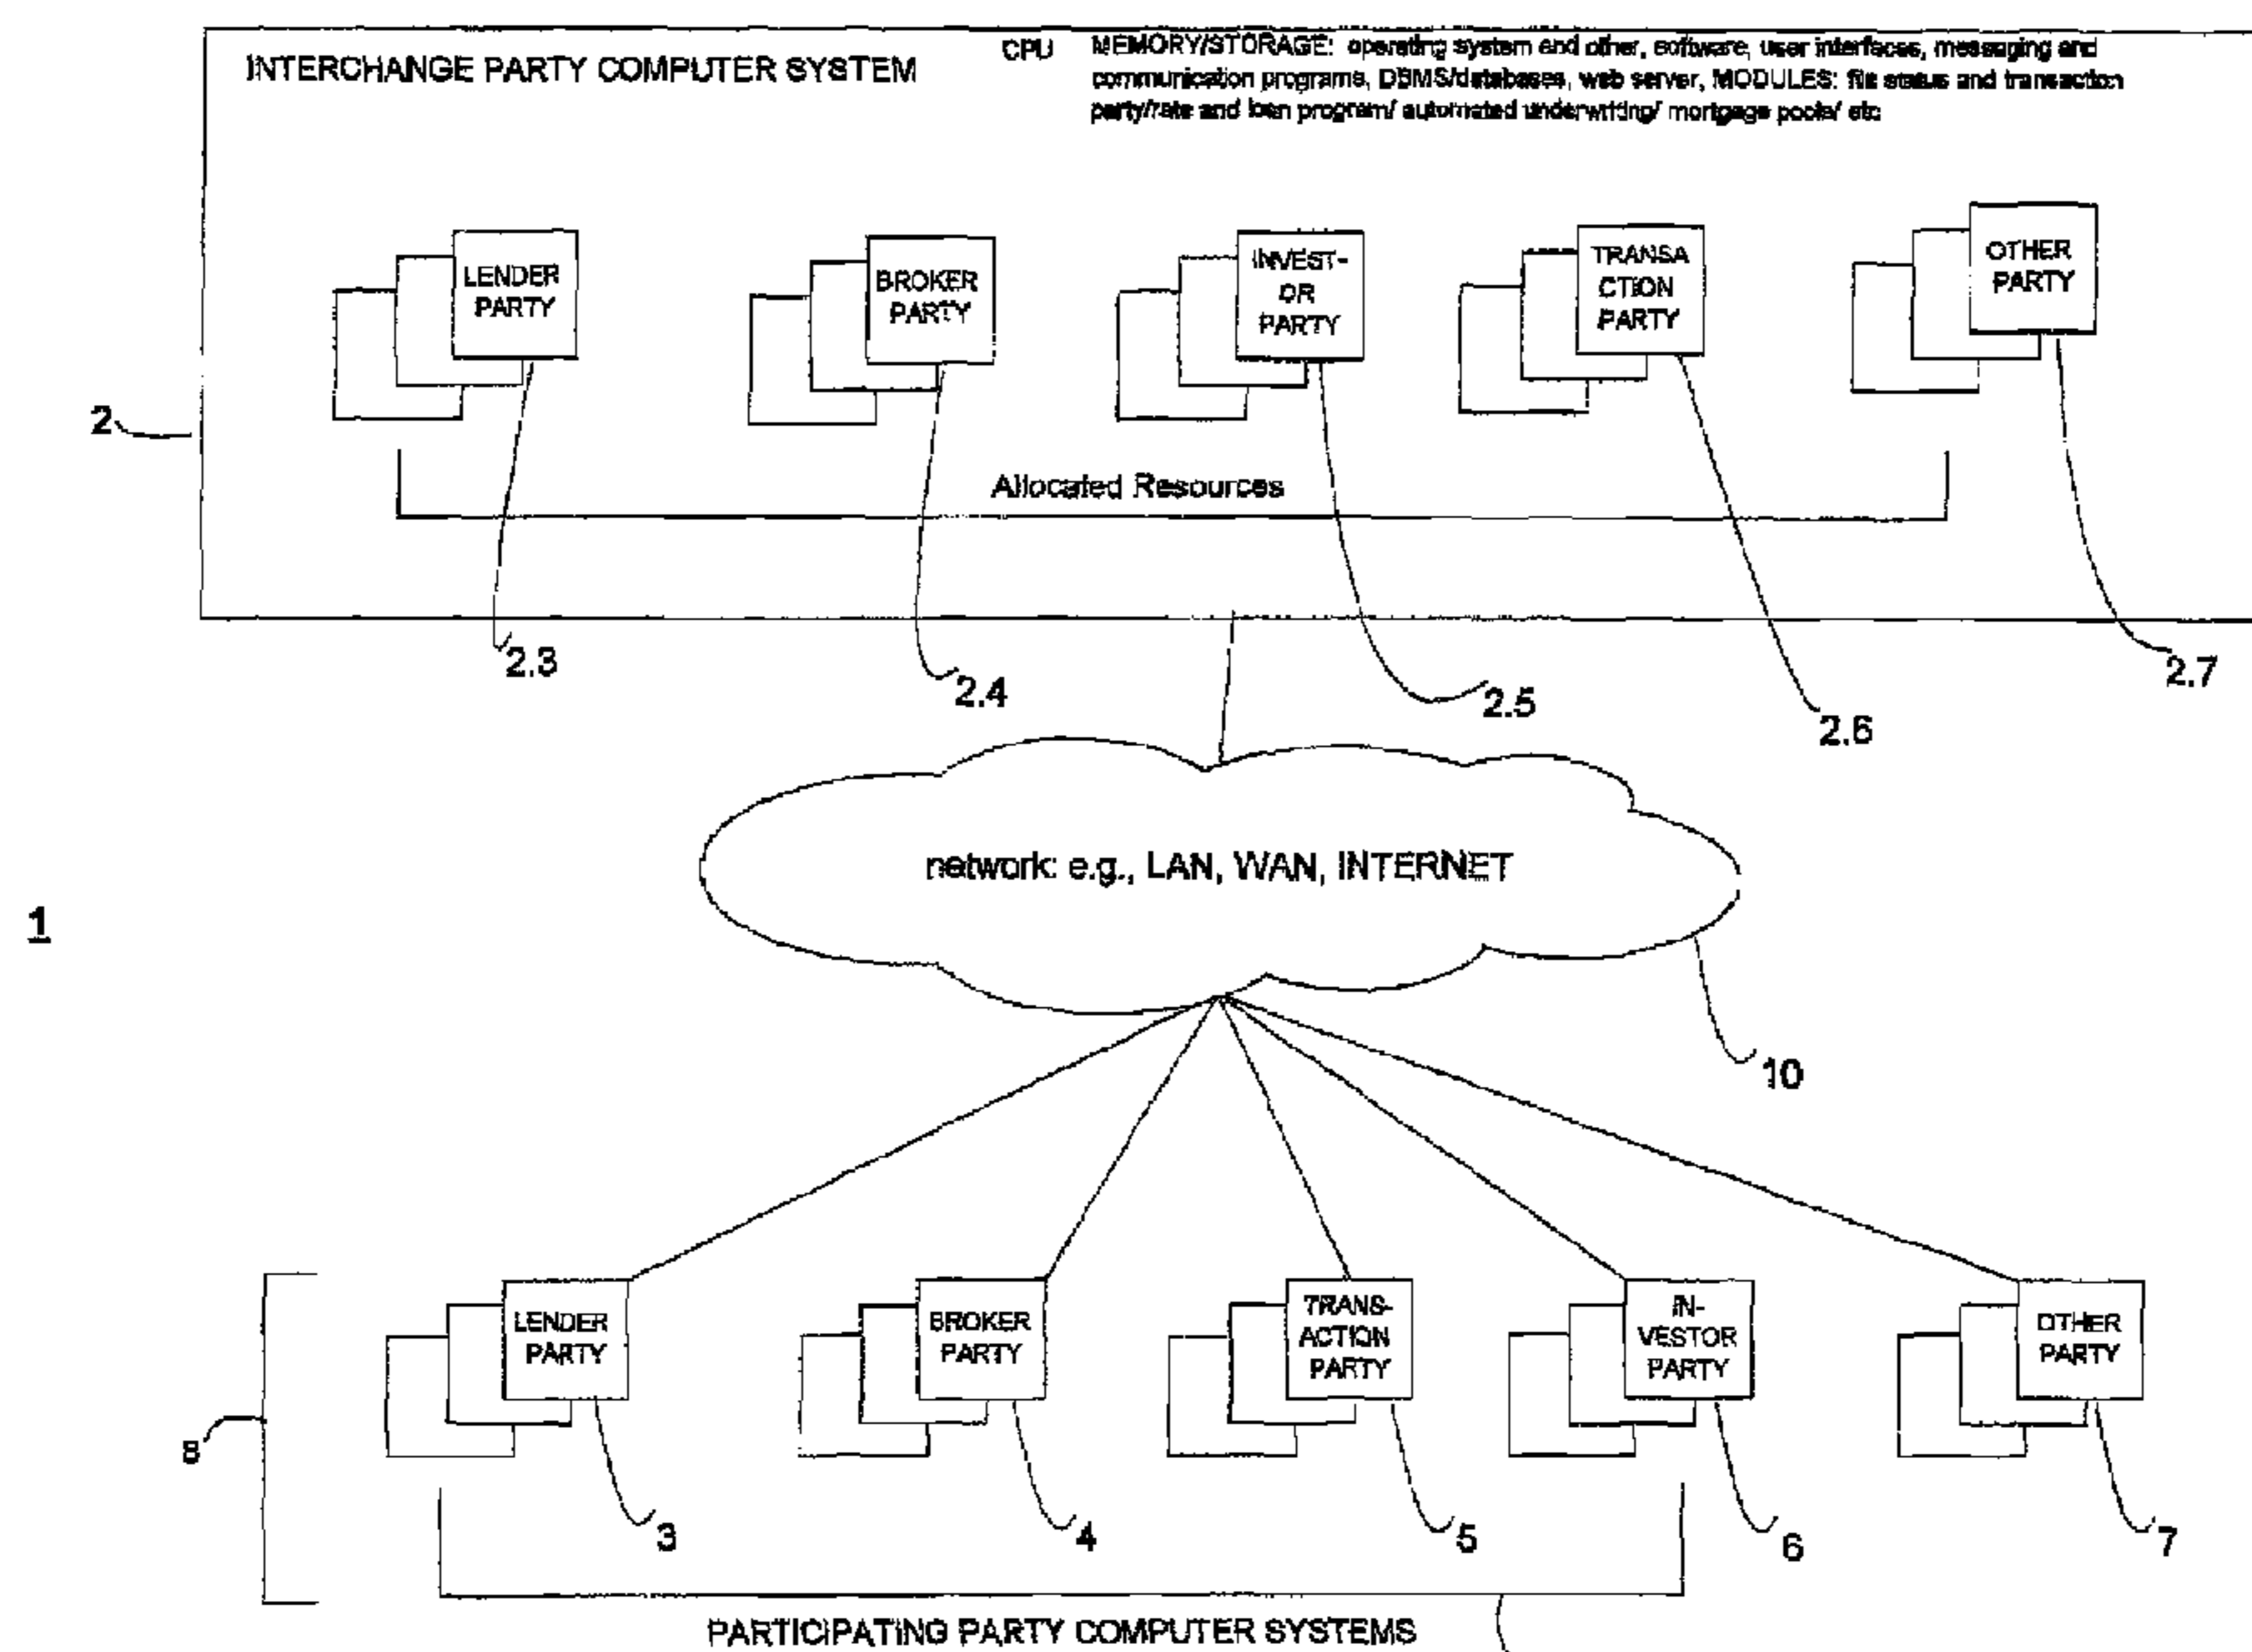 INTERCHANGE PARTY COMPUTER SYSTEM
CPU
MEMORY/STORAGE: operating system and other, software, user interfaces, messaging and
communication programs, DBMS/databases, web server, MODULES: file status and transaction
party/rate and loan program/ automated underwriting/ mortgage pools/ etc
LENDER
PARTY
BROKER
PARTY
INVEST-
OR
PARTY
TRANSA
CTION
PARTY
OTHER
PARTY
2
Allocated Resources
2.3
2.4
2.5
2.6
2.7
network: e.g., LAN, WAN, INTERNET
1
10
LENDER
PARTY
BROKER
PARTY
TRANS-
ACTION
PARTY
IN-
VESTOR
PARTY
OTHER
PARTY
8
3
4
5
6
7
PARTICIPATING PARTY COMPUTER SYSTEMS